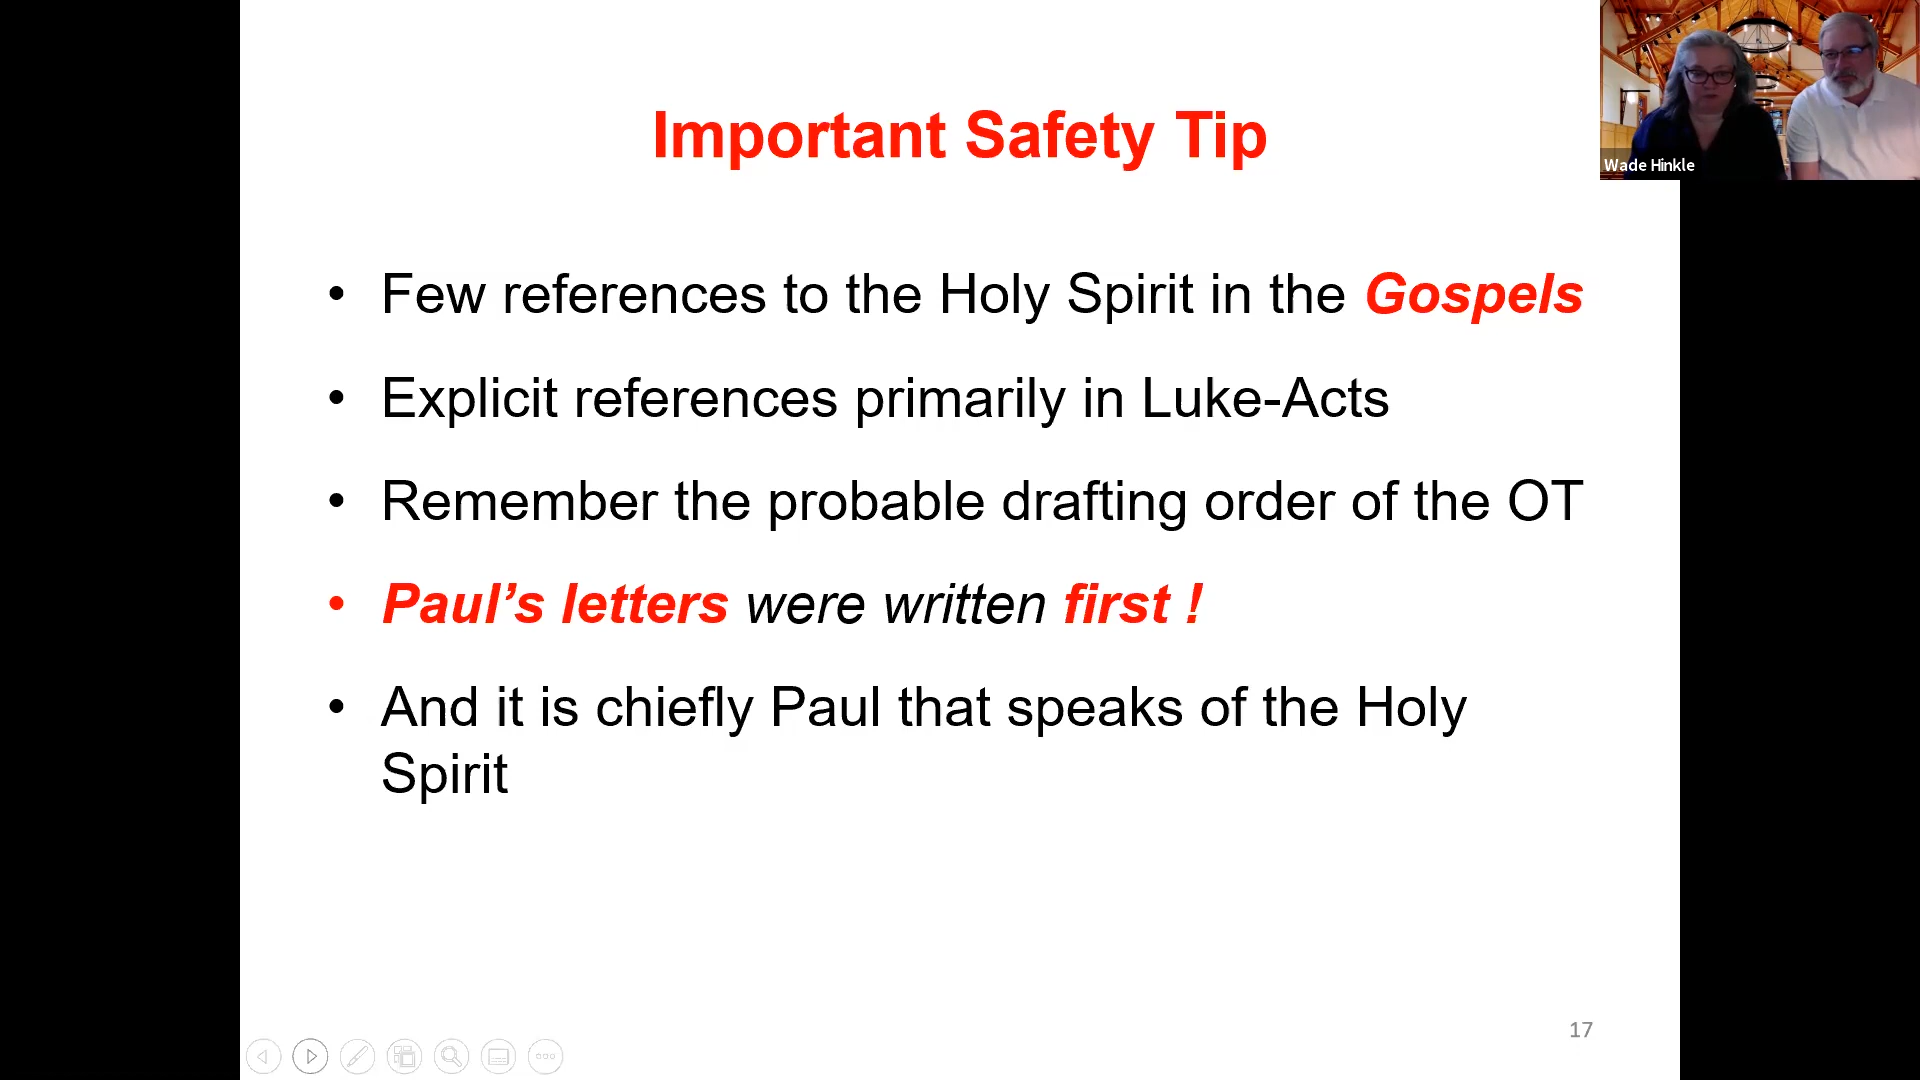 Important Safety Tip
Wade Hinkle
• Few references to the Holy Spirit in the Gospels
• Explicit references primarily in Luke-Acts
• Remember the probable drafting order of the OT
• Paul’s letters were written first !
• And it is chiefly Paul that speaks of the Holy
Spirit
17